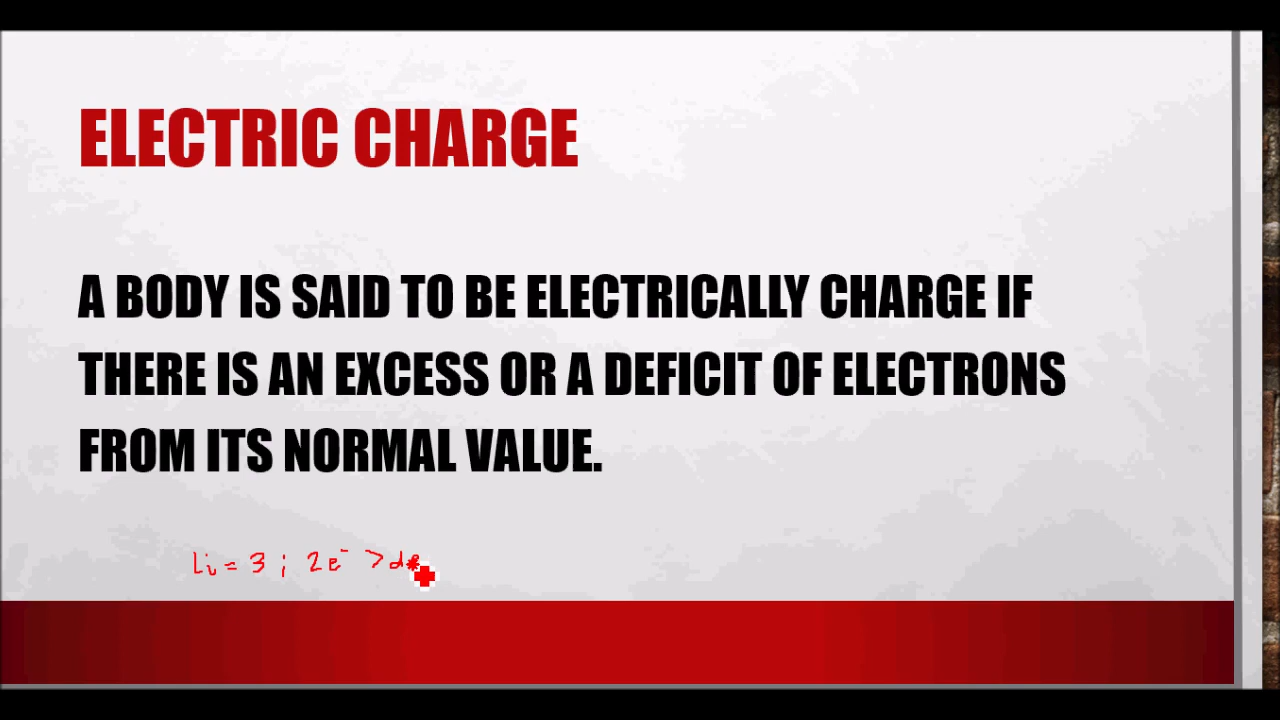 ELECTRIC CHARGE
A BODY IS SAID TO BE ELECTRICALLY CHARGE IF
THERE IS AN EXCESS OR A DEFICIT OF ELECTRONS
FROM ITS NORMAL VALUE.
Li = 3 ; 2e⁻ > de